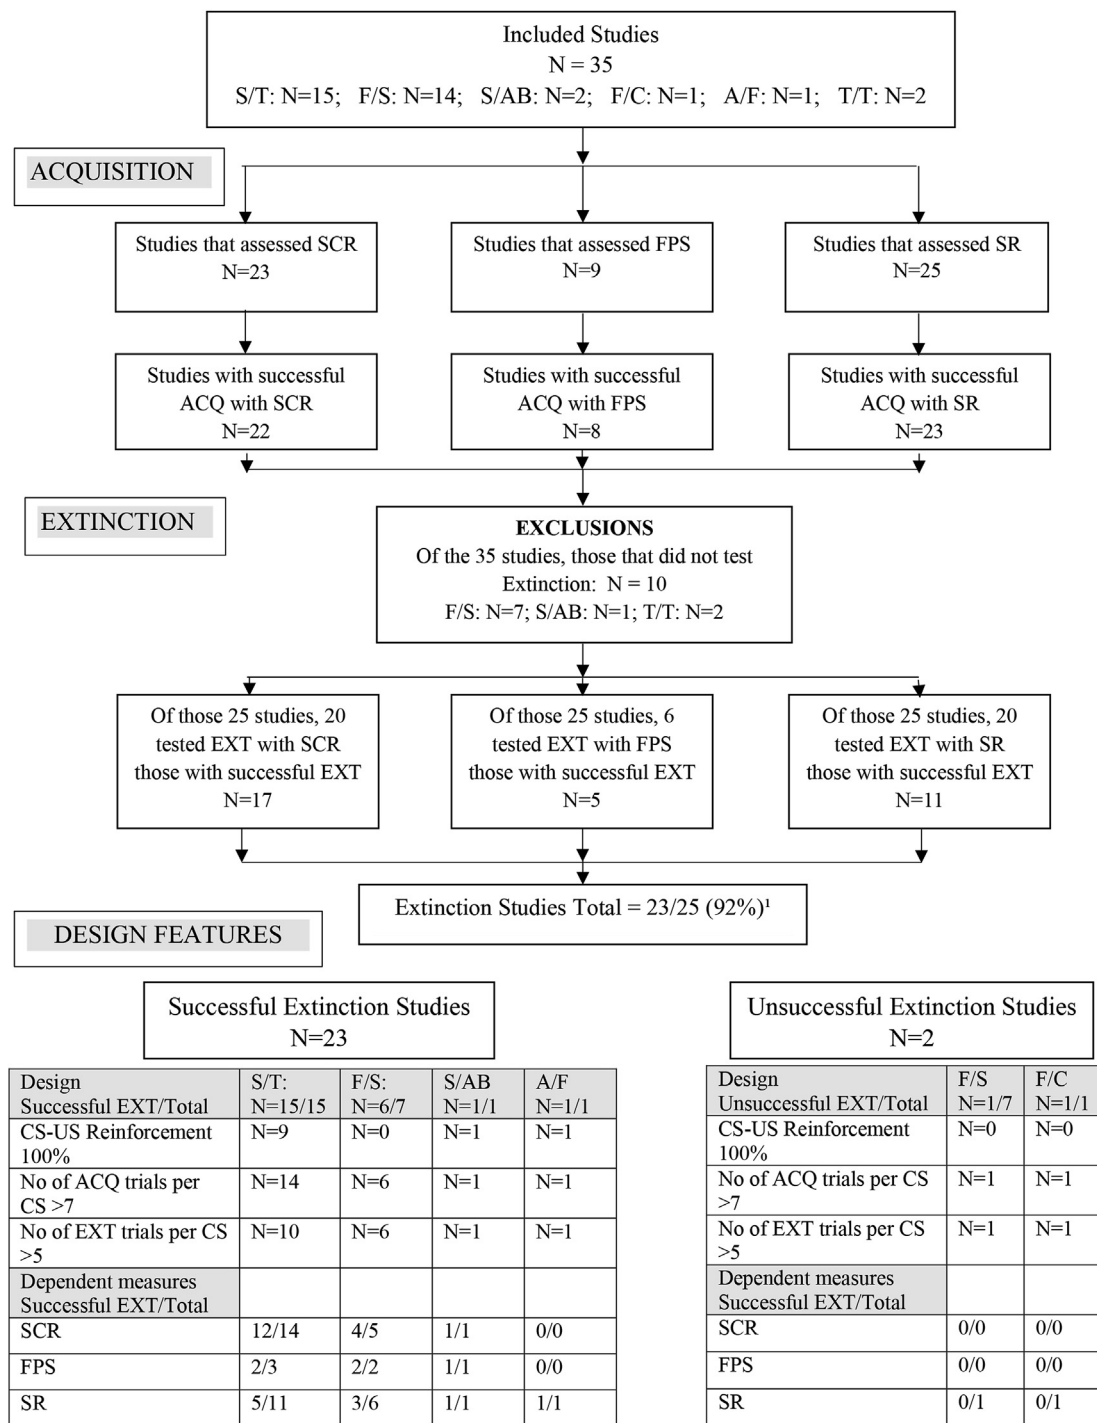 Included Studies
N = 35
S/T: N=15; F/S: N=14; S/AB: N=2; F/C: N=1; A/F: N=1; T/T: N=2
ACQUISITION
Studies that assessed SCR
N=23
Studies that assessed FPS
N=9
Studies that assessed SR
N=25
Studies with successful
ACQ with SCR
N=22
Studies with successful
ACQ with FPS
N=8
Studies with successful
ACQ with SR
N=23
EXTINCTION
EXCLUSIONS
Of the 35 studies, those that did not test
Extinction: N = 10
F/S: N=7; S/AB: N=1; T/T: N=2
Of those 25 studies, 20
tested EXT with SCR
those with successful EXT
N=17
Of those 25 studies, 6
tested EXT with FPS
those with successful EXT
N=5
Of those 25 studies, 20
tested EXT with SR
those with successful EXT
N=11
Extinction Studies Total = 23/25 (92%)¹
DESIGN FEATURES
Successful Extinction Studies
N=23
Design S/T: F/S: S/AB A/F
Successful EXT/Total N=15/15 N=6/7 N=1/1 N=1/1
CS-US Reinforcement N=9 N=0 N=1 N=1
100%
No of ACQ trials per N=14 N=6 N=1 N=1
CS >7
No of EXT trials per CS N=10 N=6 N=1 N=1
>5
Dependent measures
Successful EXT/Total
SCR 12/14 4/5 1/1 0/0
FPS 2/3 2/2 1/1 0/0
SR 5/11 3/6 1/1 1/1
Unsuccessful Extinction Studies
N=2
Design F/S F/C
Unsuccessful EXT/Total N=1/7 N=1/1
CS-US Reinforcement N=0 N=0
100%
No of ACQ trials per CS N=1 N=1
>7
No of EXT trials per CS N=1 N=1
>5
Dependent measures
Successful EXT/Total
SCR 0/0 0/0
FPS 0/0 0/0
SR 0/1 0/1